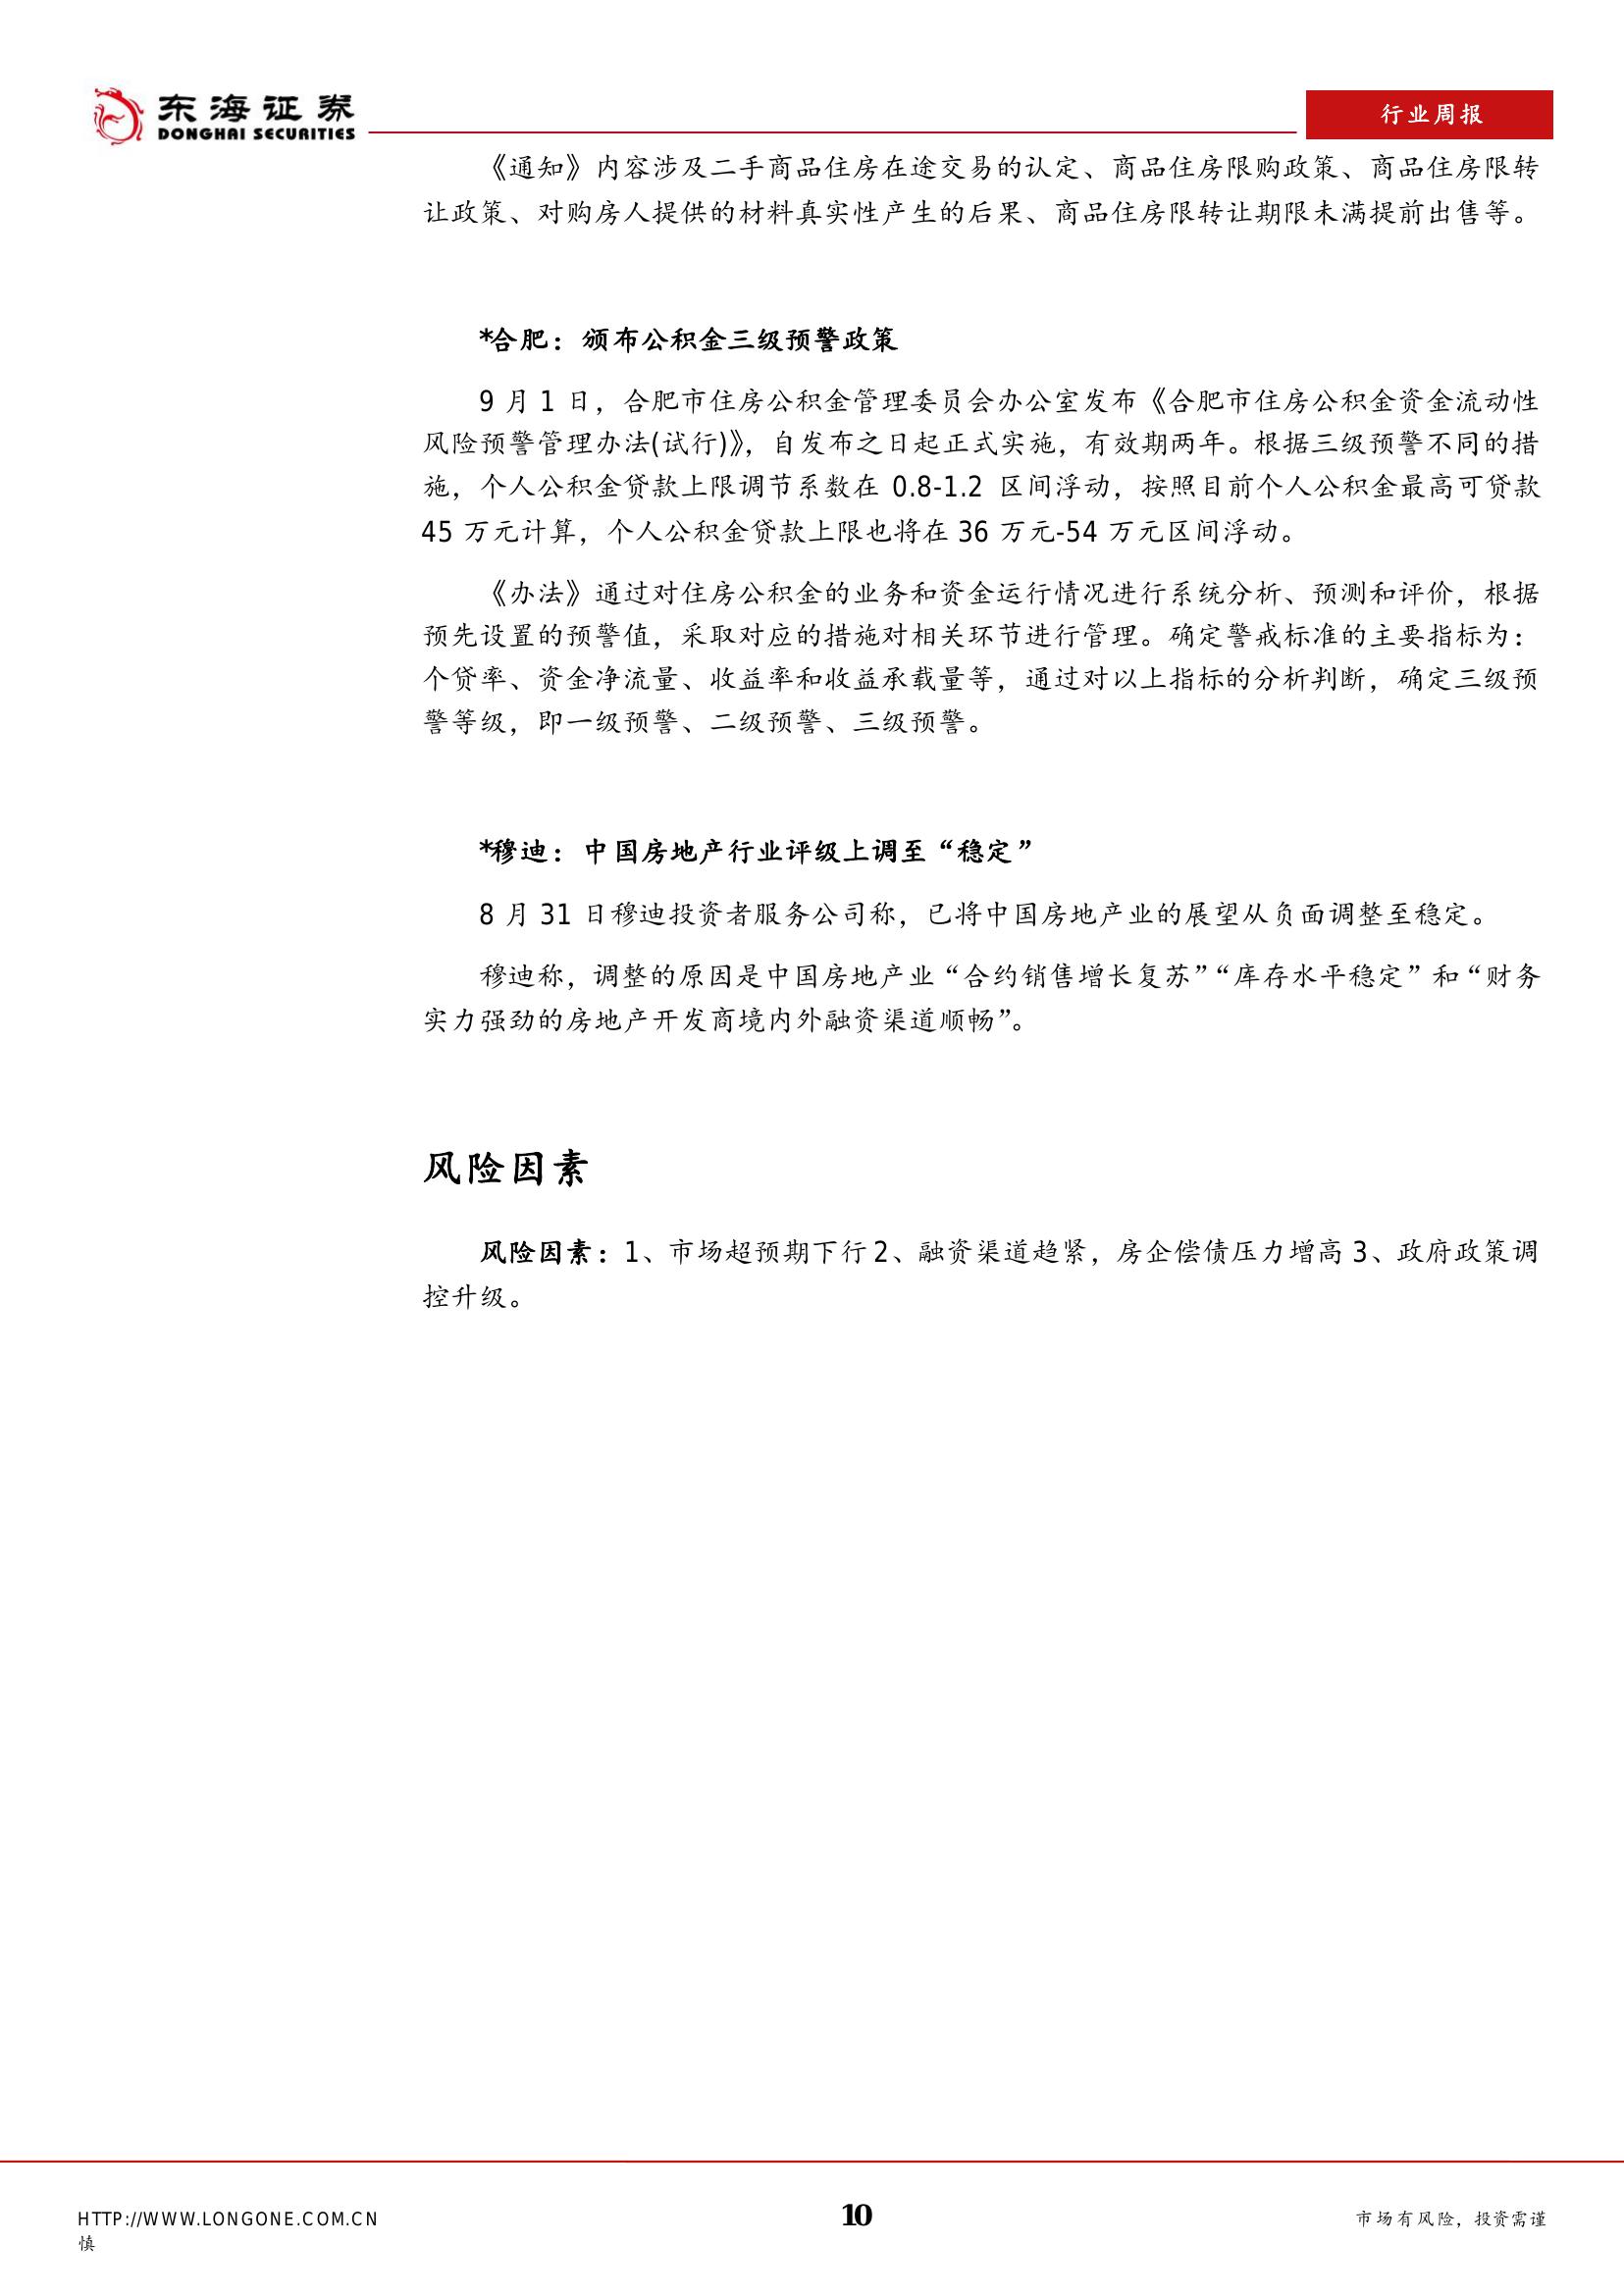 东海证券
DONGHAI SECURITIES
行业周报
《通知》内容涉及二手商品住房在途交易的认定、商品住房限购政策、商品住房限转
让政策、对购房人提供的材料真实性产生的后果、商品住房限转让期限未满提前出售等。
*合肥：颁布公积金三级预警政策
9 月 1 日，合肥市住房公积金管理委员会办公室发布《合肥市住房公积金资金流动性
风险预警管理办法(试行)》，自发布之日起正式实施，有效期两年。根据三级预警不同的措
施，个人公积金贷款上限调节系数在 0.8-1.2 区间浮动，按照目前个人公积金最高可贷款
45 万元计算，个人公积金贷款上限也将在 36 万元-54 万元区间浮动。
《办法》通过对住房公积金的业务和资金运行情况进行系统分析、预测和评价，根据
预先设置的预警值，采取对应的措施对相关环节进行管理。确定警戒标准的主要指标为：
个贷率、资金净流量、收益率和收益承载量等，通过对以上指标的分析判断，确定三级预
警等级，即一级预警、二级预警、三级预警。
*穆迪：中国房地产行业评级上调至“稳定”
8 月 31 日穆迪投资者服务公司称，已将中国房地产业的展望从负面调整至稳定。
穆迪称，调整的原因是中国房地产业“合约销售增长复苏”“库存水平稳定”和“财务
实力强劲的房地产开发商境内外融资渠道顺畅”。
风险因素
风险因素：1、市场超预期下行 2、融资渠道趋紧，房企偿债压力增高 3、政府政策调
控升级。
HTTP://WWW.LONGONE.COM.CN
10
市场有风险，投资需谨
慎